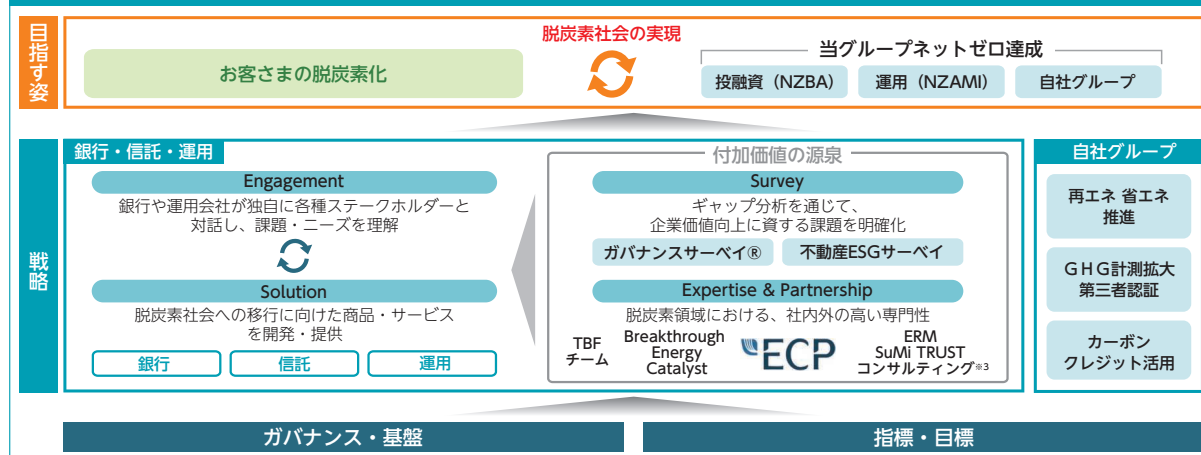 目指す姿
脱炭素社会の実現
お客さまの脱炭素化
当グループネットゼロ達成
投融資(NZBA)
運用(NZAMI)
自社グループ
戦略
銀行・信託・運用
Engagement
銀行や運用会社が独自に各種ステークホルダーと
対話し、課題・ニーズを理解
Solution
脱炭素社会への移行に向けた商品・サービス
を開発・提供
銀行
信託
運用
付加価値の源泉
Survey
ギャップ分析を通じて、
企業価値向上に資する課題を明確化
ガバナンスサーベイ®
不動産ESGサーベイ
Expertise & Partnership
脱炭素領域における、社内外の高い専門性
TBF
チーム
Breakthrough
Energy
Catalyst
ECP
ERM
SuMi TRUST
コンサルティング※3
自社グループ
再エネ 省エネ
推進
GHG計測拡大
第三者認証
カーボン
クレジット活用
ガバナンス・基盤
指標・目標